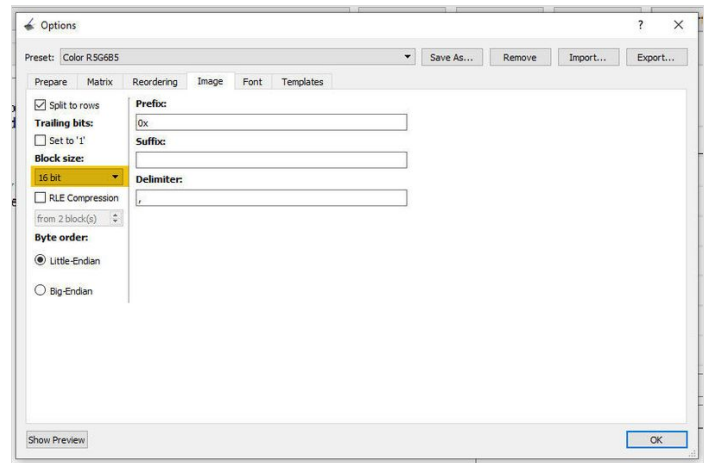 Options ?
Preset: Color R5G6B5 Save As... Remove Import... Export...
Prepare Matrix Reordering Image Font Templates
Split to rows
Prefix:
Trailing bits:
0x
Set to '1'
Suffix:
Block size:
16 bit
Delimiter:
RLE Compression
,
from 2 block(s)
Byte order:
Little-Endian
Big-Endian
Show Preview OK